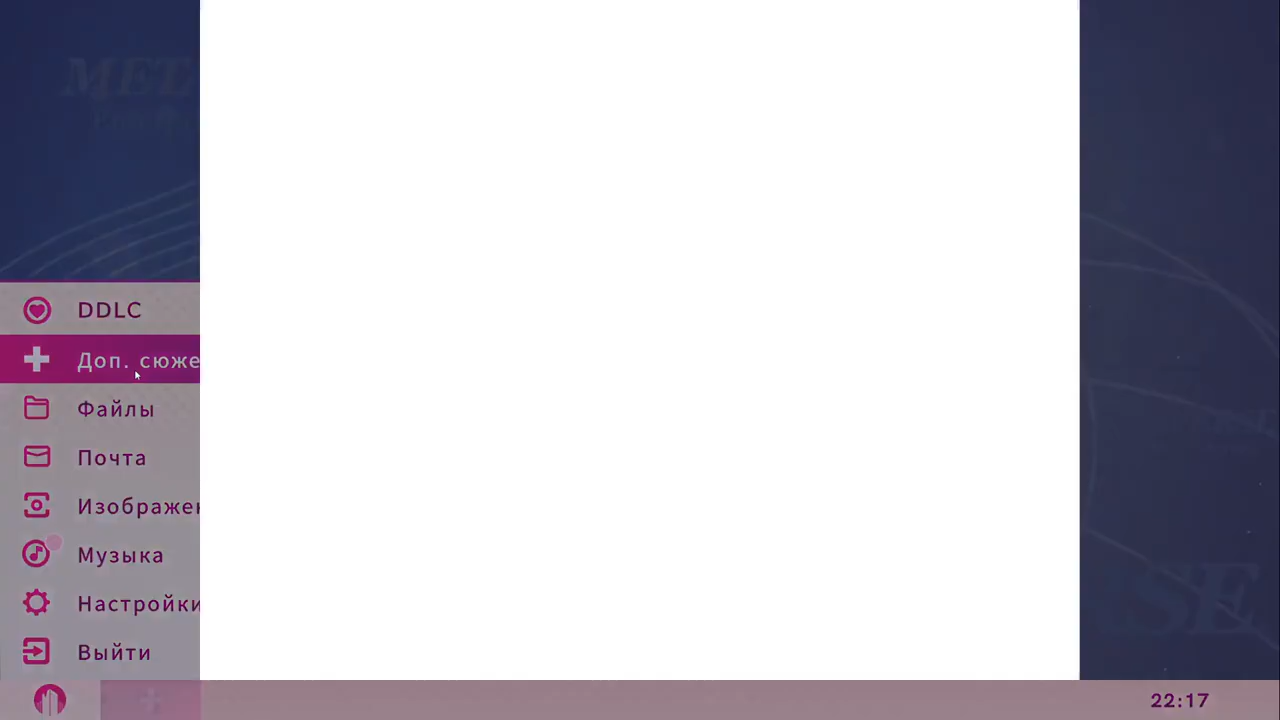 DDLC
Доп. сюже
Файлы
Почта
Изображен
Музыка
Настройки
Выйти
22:17